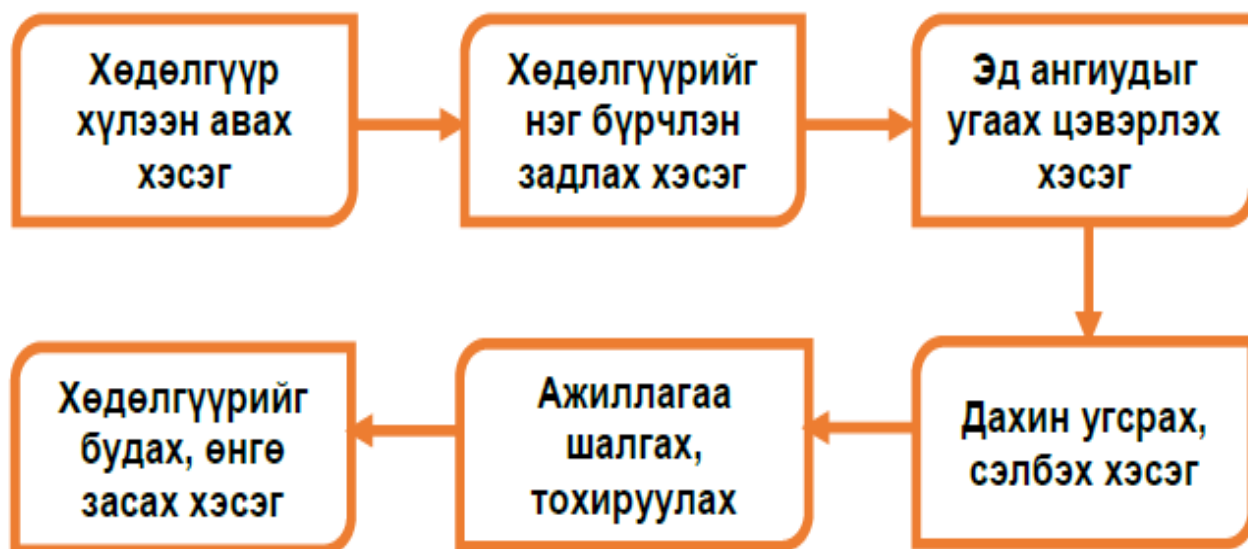 Хөдөлгүүр
хүлээн авах
хэсэг
Хөдөлгүүрийг
нэг бүрчлэн
задлах хэсэг
Эд ангиудыг
угаах цэвэрлэх
хэсэг
Дахин угсрах,
сэлбэх хэсэг
Ажиллагаа
шалгах,
тохируулах
Хөдөлгүүрийг
будах, өнгө
засах хэсэг